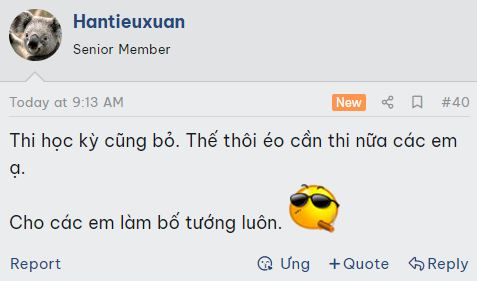 Hantieuxuan
Senior Member
Today at 9:13 AM
New
#40
Thi học kỳ cũng bỏ. Thế thôi éo cần thi nữa các em
ạ.
Cho các em làm bố tướng luôn.
Report
Ưng
+Quote
Reply